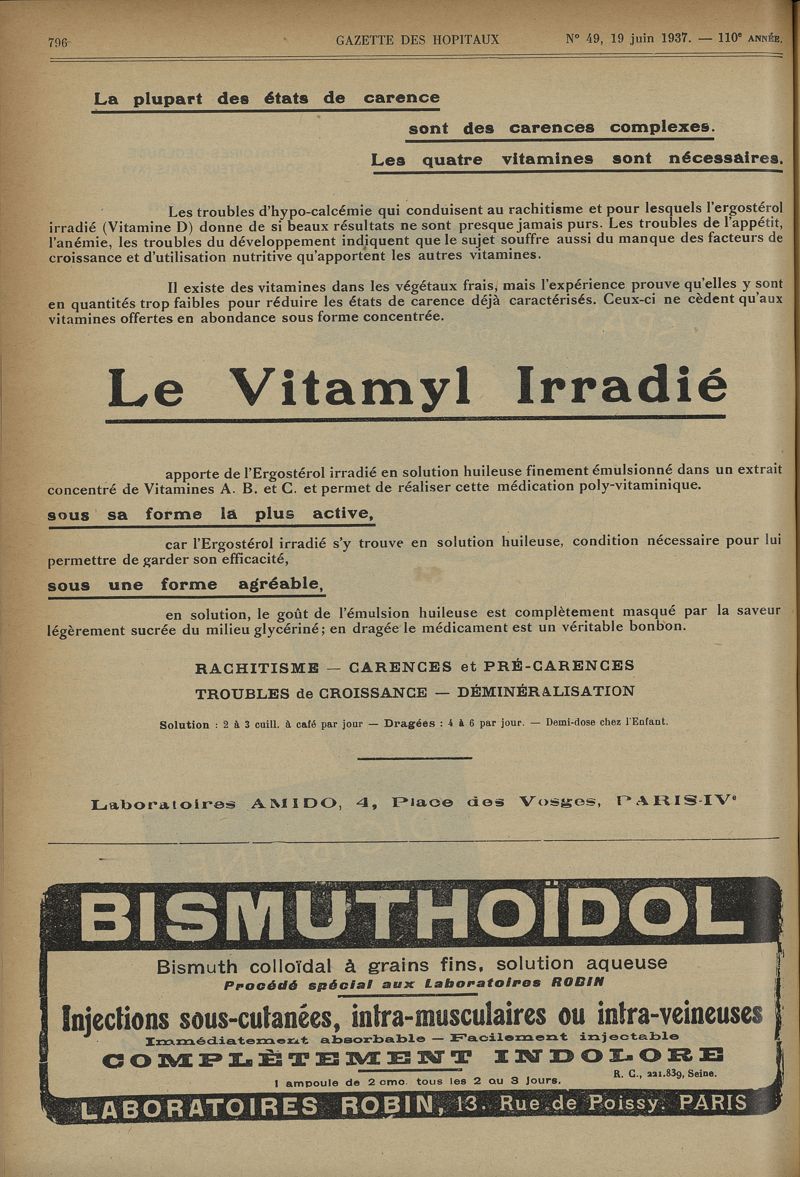 796
GAZETTE DES HOPITAUX
N° 49, 19 juin 1937. — 110e ANNÉE.
La plupart des états de carence
sont des carences complexes.
Les quatre vitamines sont nécessaires.
Les troubles d'hypo-calcémie qui conduisent au rachitisme et pour lesquels l'ergostérol
irradié (Vitamine D) donne de si beaux résultats ne sont presque jamais purs. Les troubles de l'appétit,
l'anémie, les troubles du développement indiquent que le sujet souffre aussi du manque des facteurs de
croissance et d'utilisation nutritive qu'apportent les autres vitamines.
Il existe des vitamines dans les végétaux frais, mais l'expérience prouve qu'elles y sont
en quantités trop faibles pour réduire les états de carence déjà caractérisés. Ceux-ci ne cèdent qu'aux
vitamines offertes en abondance sous forme concentrée.
Le Vitamyl Irradié
apporte de l'Ergostérol irradié en solution huileuse finement émulsionné dans un extrait
concentré de Vitamines A. B. et C. et permet de réaliser cette médication poly-vitaminique.
sous sa forme la plus active,
car l'Ergostérol irradié s'y trouve en solution huileuse, condition nécessaire pour lui
permettre de garder son efficacité,
sous une forme agréable,
en solution, le goût de l'émulsion huileuse est complètement masqué par la saveur
légèrement sucrée du milieu glycériné; en dragée le médicament est un véritable bonbon.
RACHITISME — CARENCES et PRÉ-CARENCES
TROUBLES de CROISSANCE — DÉMINÉRALISATION
Solution : 2 à 3 cuill. à café par jour — Dragées : 4 à 6 par jour. — Demi-dose chez l'Enfant.
Laboratoires AMIDO, 4, Place des Vosges, PARIS-IVe
BISMUTHOÏDOL
Bismuth colloïdal à grains fins, solution aqueuse
Procédé spécial aux Laboratoires ROBIN
Injections sous-cutanées, intra-musculaires ou intra-veineuses
Immédiatement absorbable — Facilement injectable
COMPLÈTEMENT INDOLORE
R. C., 221.839, Seine.
1 ampoule de 2 cmc. tous les 2 ou 3 jours.
LABORATOIRES ROBIN, 13. Rue de Poissy. PARIS